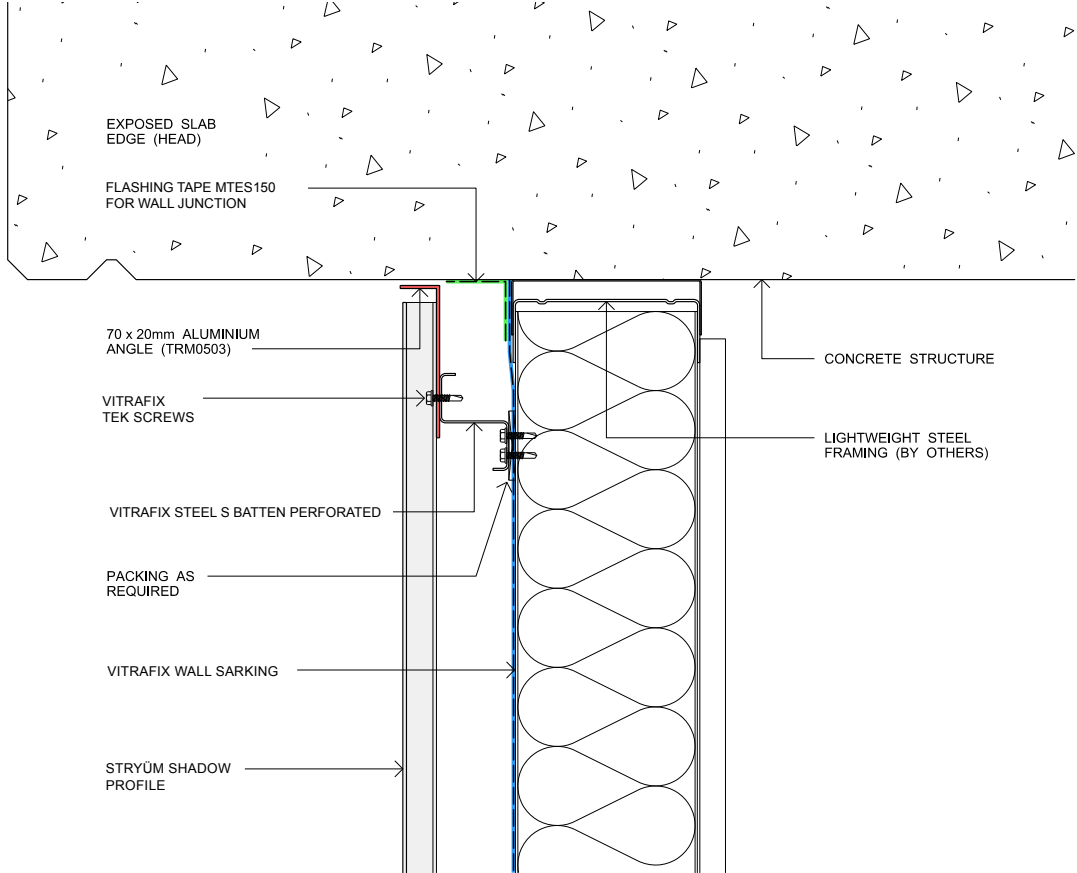 EXPOSED SLAB
EDGE (HEAD)
FLASHING TAPE MTES150
FOR WALL JUNCTION
70 x 20mm ALUMINIUM
ANGLE (TRM0503)
VITRAFIX
TEK SCREWS
VITRAFIX STEEL S BATTEN PERFORATED
PACKING AS
REQUIRED
VITRAFIX WALL SARKING
STRYÜM SHADOW
PROFILE
CONCRETE STRUCTURE
LIGHTWEIGHT STEEL
FRAMING (BY OTHERS)